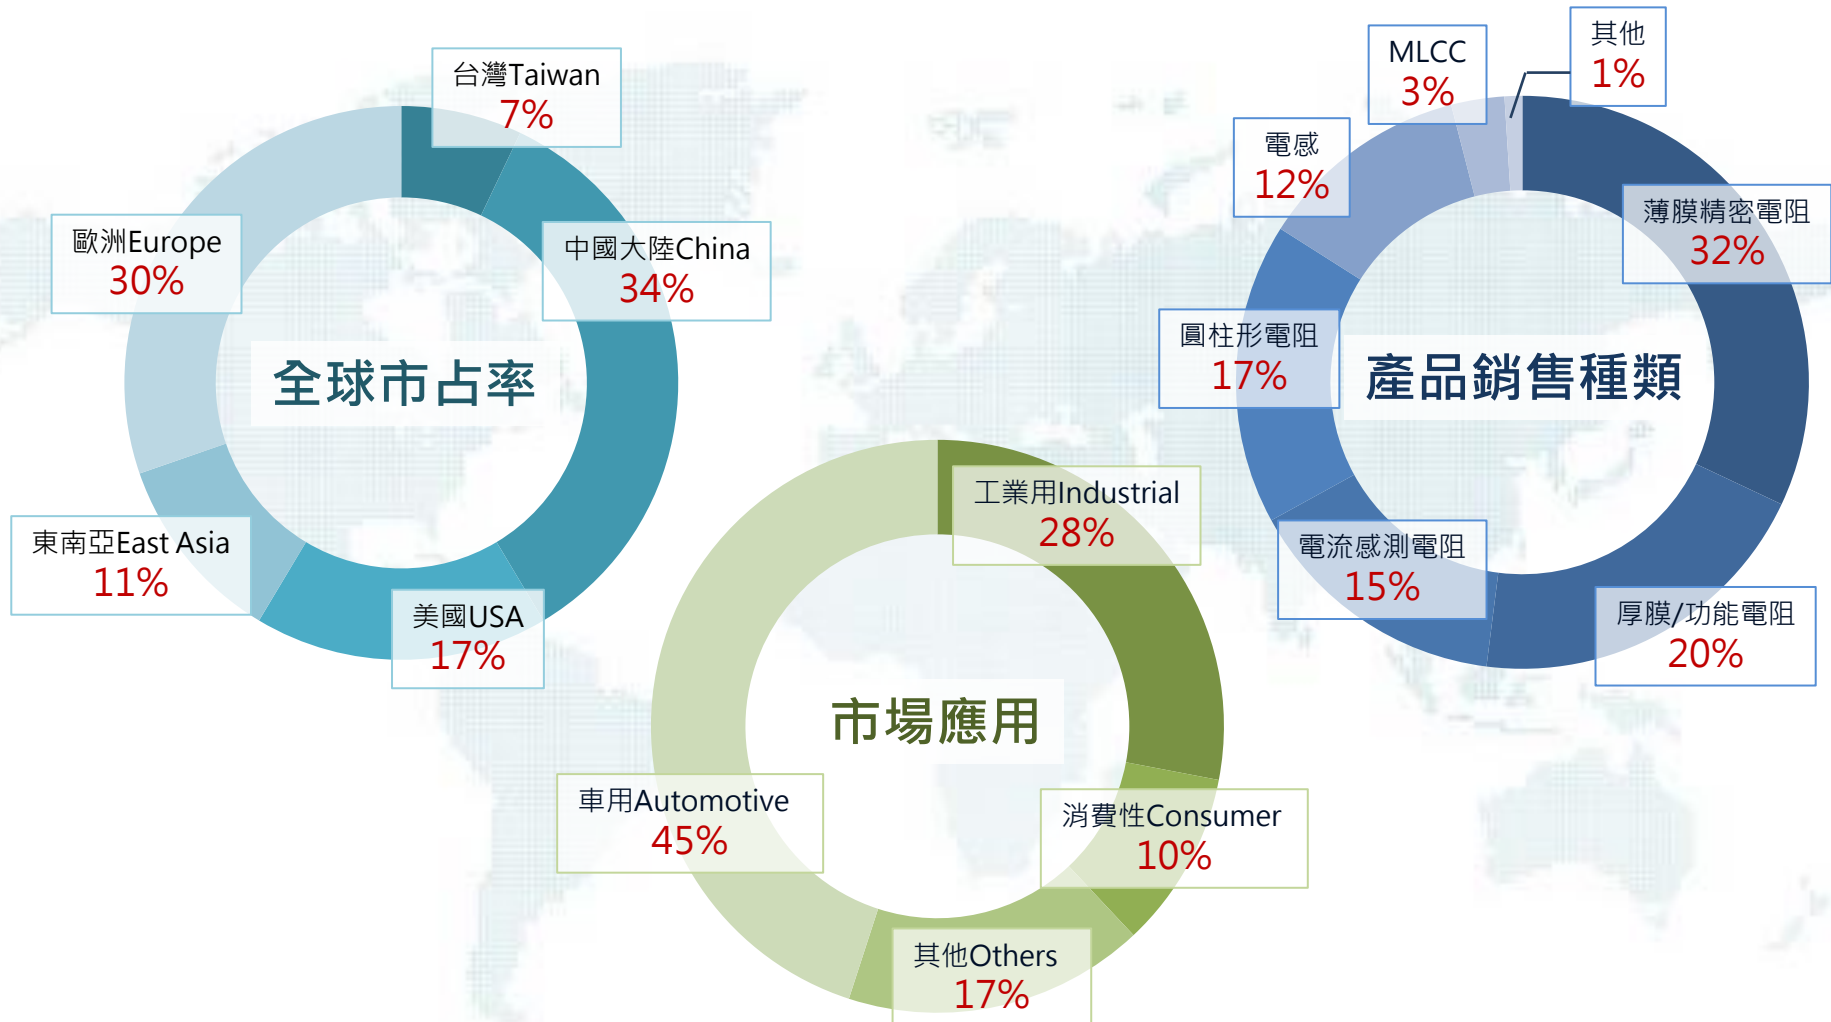 全球市占率
台灣Taiwan
7%
中國大陸China
34%
美國USA
17%
東南亞East Asia
11%
歐洲Europe
30%
市場應用
工業用Industrial
28%
消費性Consumer
10%
其他Others
17%
車用Automotive
45%
產品銷售種類
薄膜精密電阻
32%
厚膜/功能電阻
20%
電流感測電阻
15%
圓柱形電阻
17%
電感
12%
MLCC
3%
其他
1%